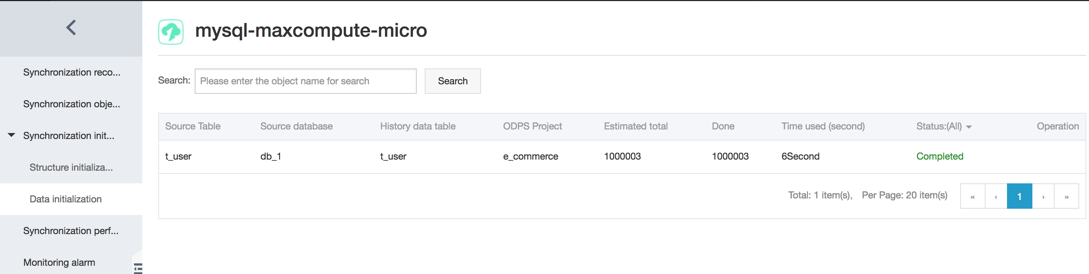 mysql-maxcompute-micro
Synchronization reco...
Synchronization obje...
Synchronization init...
Structure initializa...
Data initialization
Synchronization perf...
Monitoring alarm
Search: Please enter the object name for search Search
Source Table Source database History data table ODPS Project Estimated total Done Time used (second) Status:(All) Operation
t_user db_1 t_user e_commerce 1000003 1000003 6Second Completed
Total: 1 item(s), Per Page: 20 item(s) « ‹ 1 › »